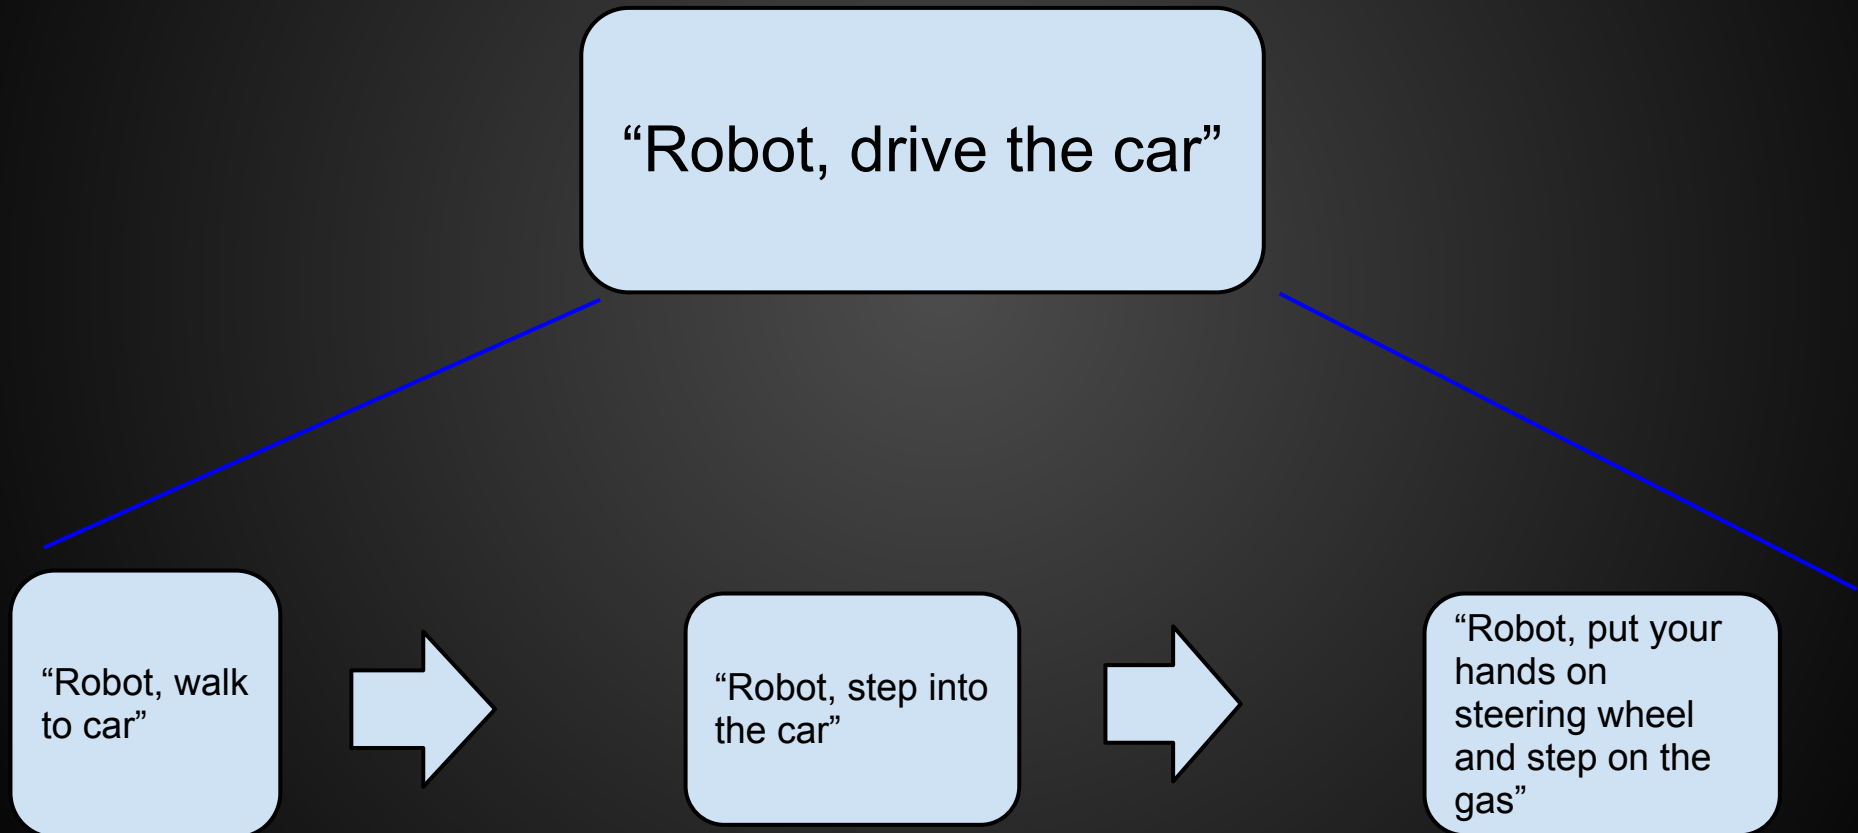 “Robot, drive the car”
“Robot, walk
to car”
“Robot, step into
the car”
“Robot, put your
hands on
steering wheel
and step on the
gas”